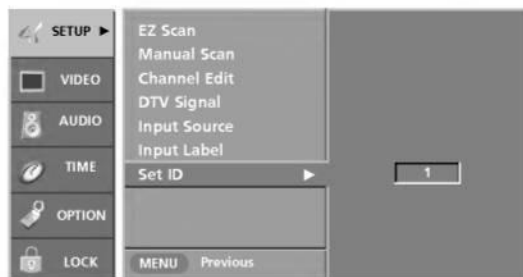 SETUP ►
VIDEO
AUDIO
TIME
OPTION
LOCK
EZ Scan
Manual Scan
Channel Edit
DTV Signal
Input Source
Input Label
Set ID ►
1
MENU Previous